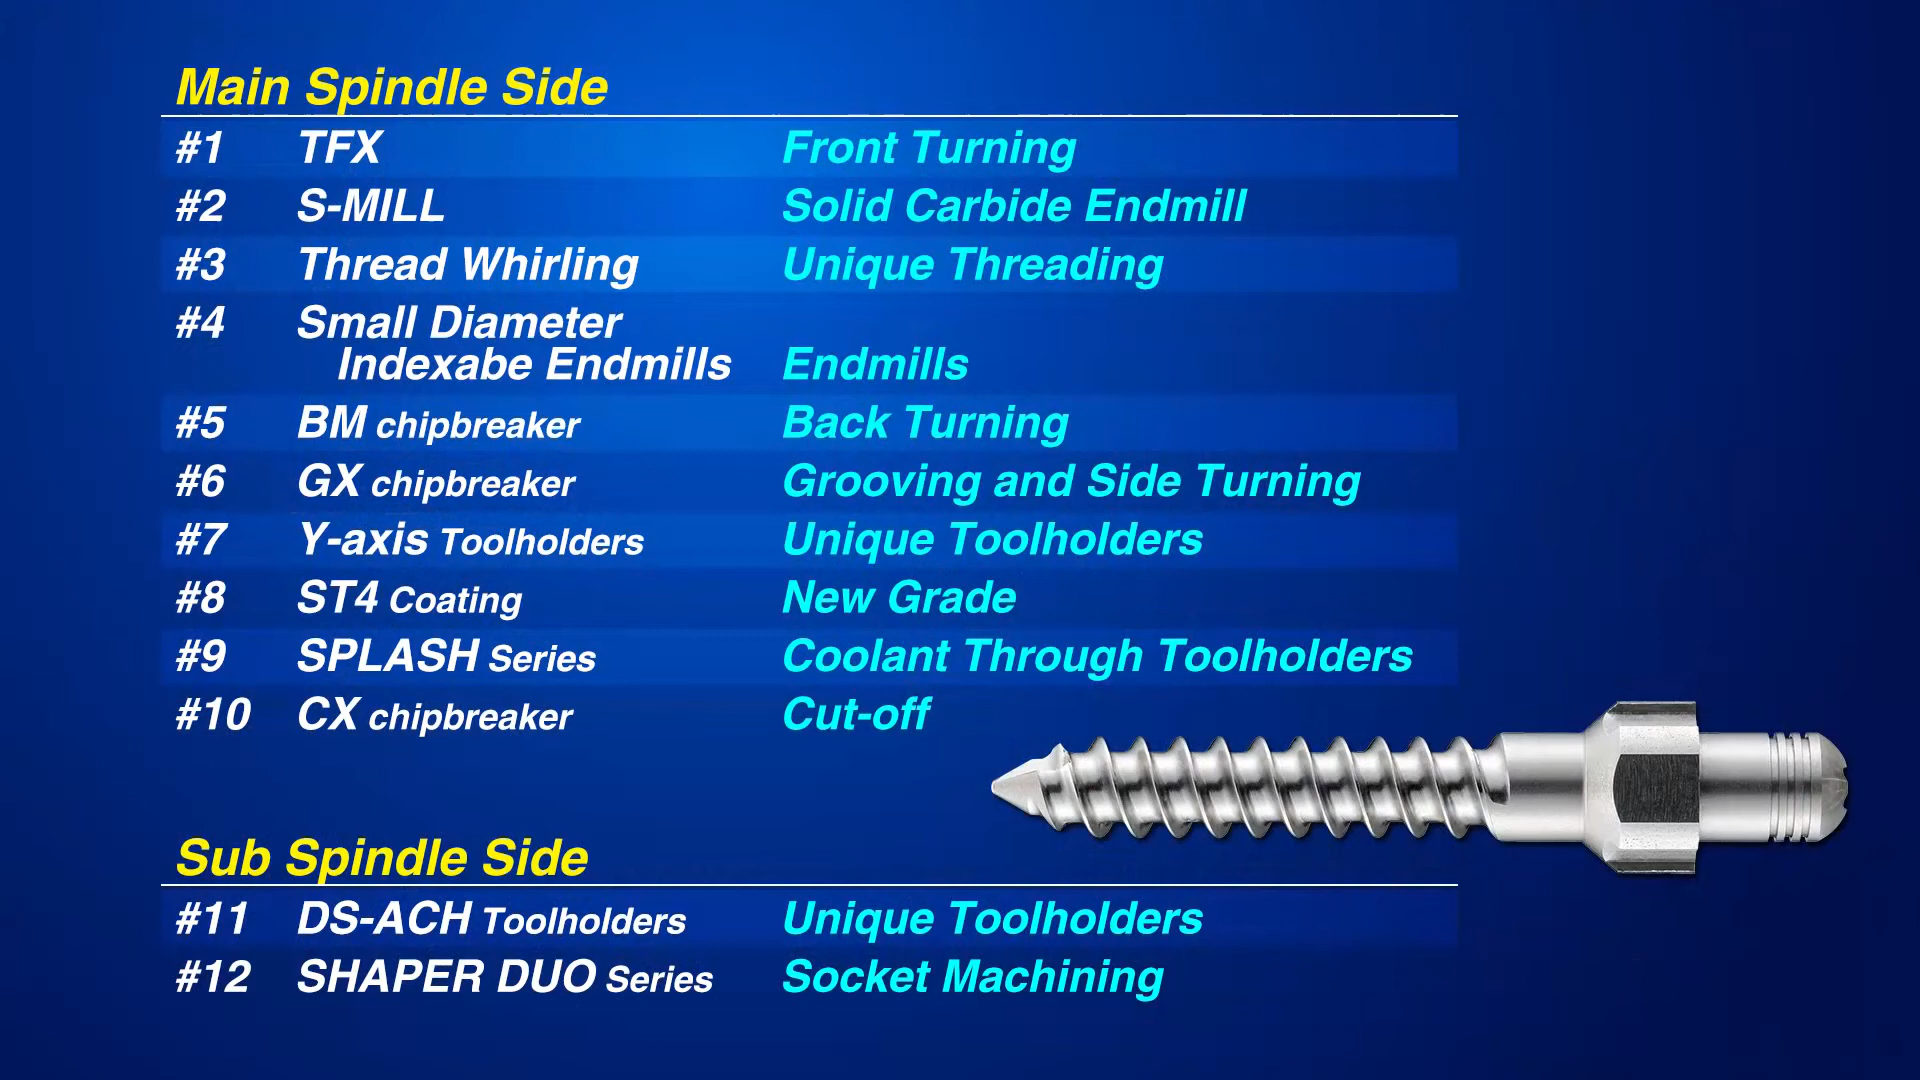 Main Spindle Side
#1 TFX Front Turning
#2 S-MILL Solid Carbide Endmill
#3 Thread Whirling Unique Threading
#4 Small Diameter
Indexabe Endmills Endmills
#5 BM chipbreaker Back Turning
#6 GX chipbreaker Grooving and Side Turning
#7 Y-axis Toolholders Unique Toolholders
#8 ST4 Coating New Grade
#9 SPLASH Series Coolant Through Toolholders
#10 CX chipbreaker Cut-off
Sub Spindle Side
#11 DS-ACH Toolholders Unique Toolholders
#12 SHAPER DUO Series Socket Machining